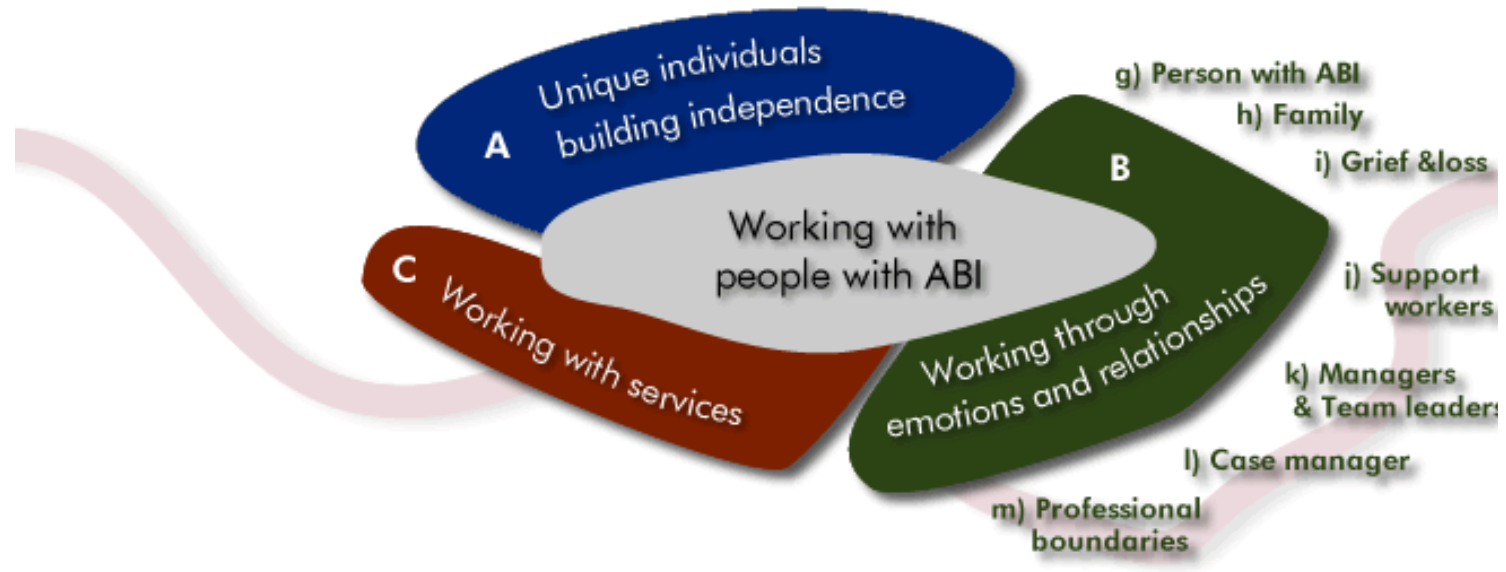 A
Unique individuals
building independence
B
Working through
emotions and relationships
C
Working with services
Working with
people with ABI
g) Person with ABI
h) Family
i) Grief &loss
j) Support
workers
k) Managers
& Team leaders
l) Case manager
m) Professional
boundaries